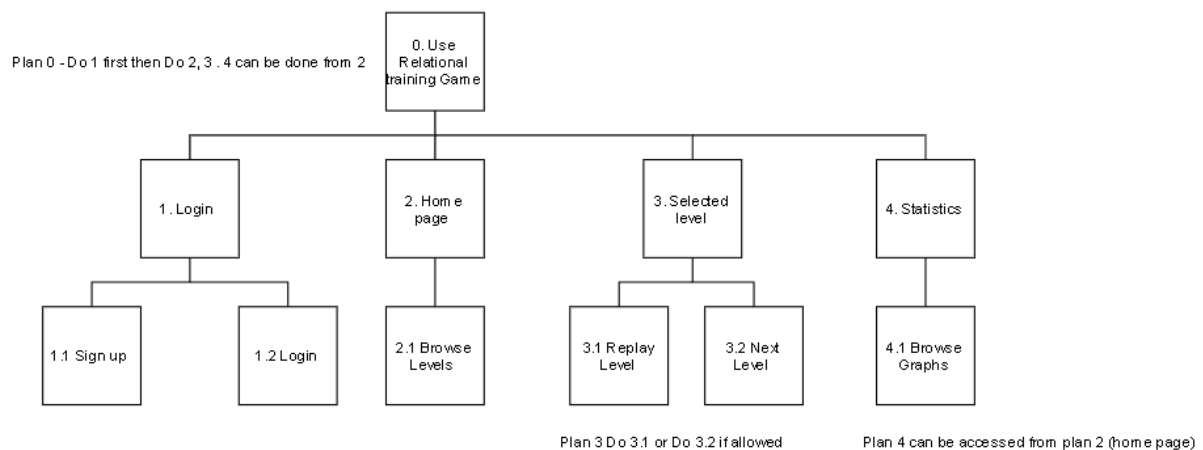 Plan 0 - Do 1 first then Do 2, 3 . 4 can be done from 2
0. Use
Relational
training Game
1. Login
2. Home
page
3. Selected
level
4. Statistics
1.1 Sign up
1.2 Login
2.1 Browse
Levels
3.1 Replay
Level
3.2 Next
Level
4.1 Browse
Graphs
Plan 3 Do 3.1 or Do 3.2 if allowed
Plan 4 can be accessed from plan 2 (home page)